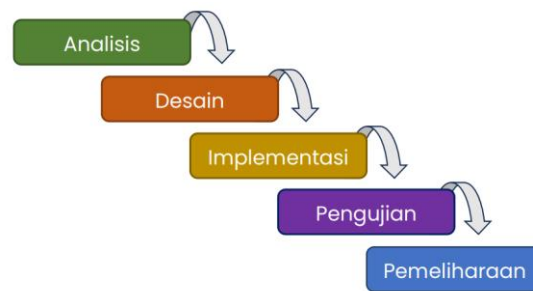 Analisis
Desain
Implementasi
Pengujian
Pemeliharaan